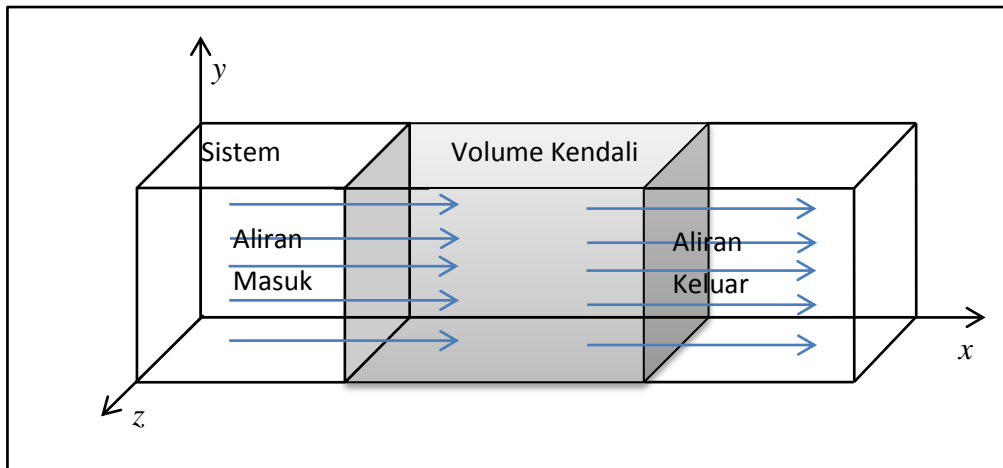 y
Sistem
Volume Kendali
Aliran
Masuk
Aliran
Keluar
x
z